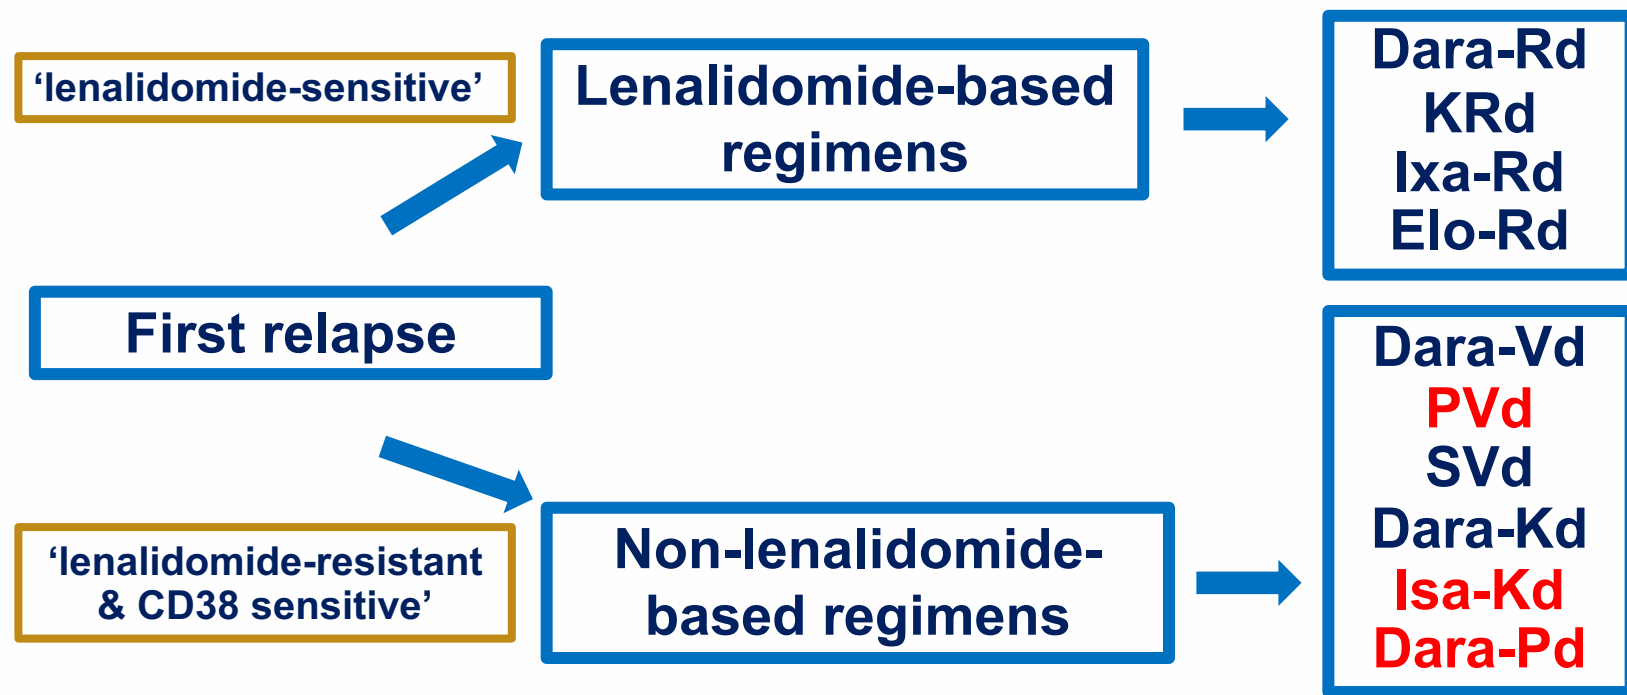 ‘lenalidomide-sensitive’
Lenalidomide-based
regimens
Dara-Rd
KRd
Ixa-Rd
Elo-Rd
First relapse
‘lenalidomide-resistant
& CD38 sensitive’
Non-lenalidomide-
based regimens
Dara-Vd
PVd
SVd
Dara-Kd
Isa-Kd
Dara-Pd